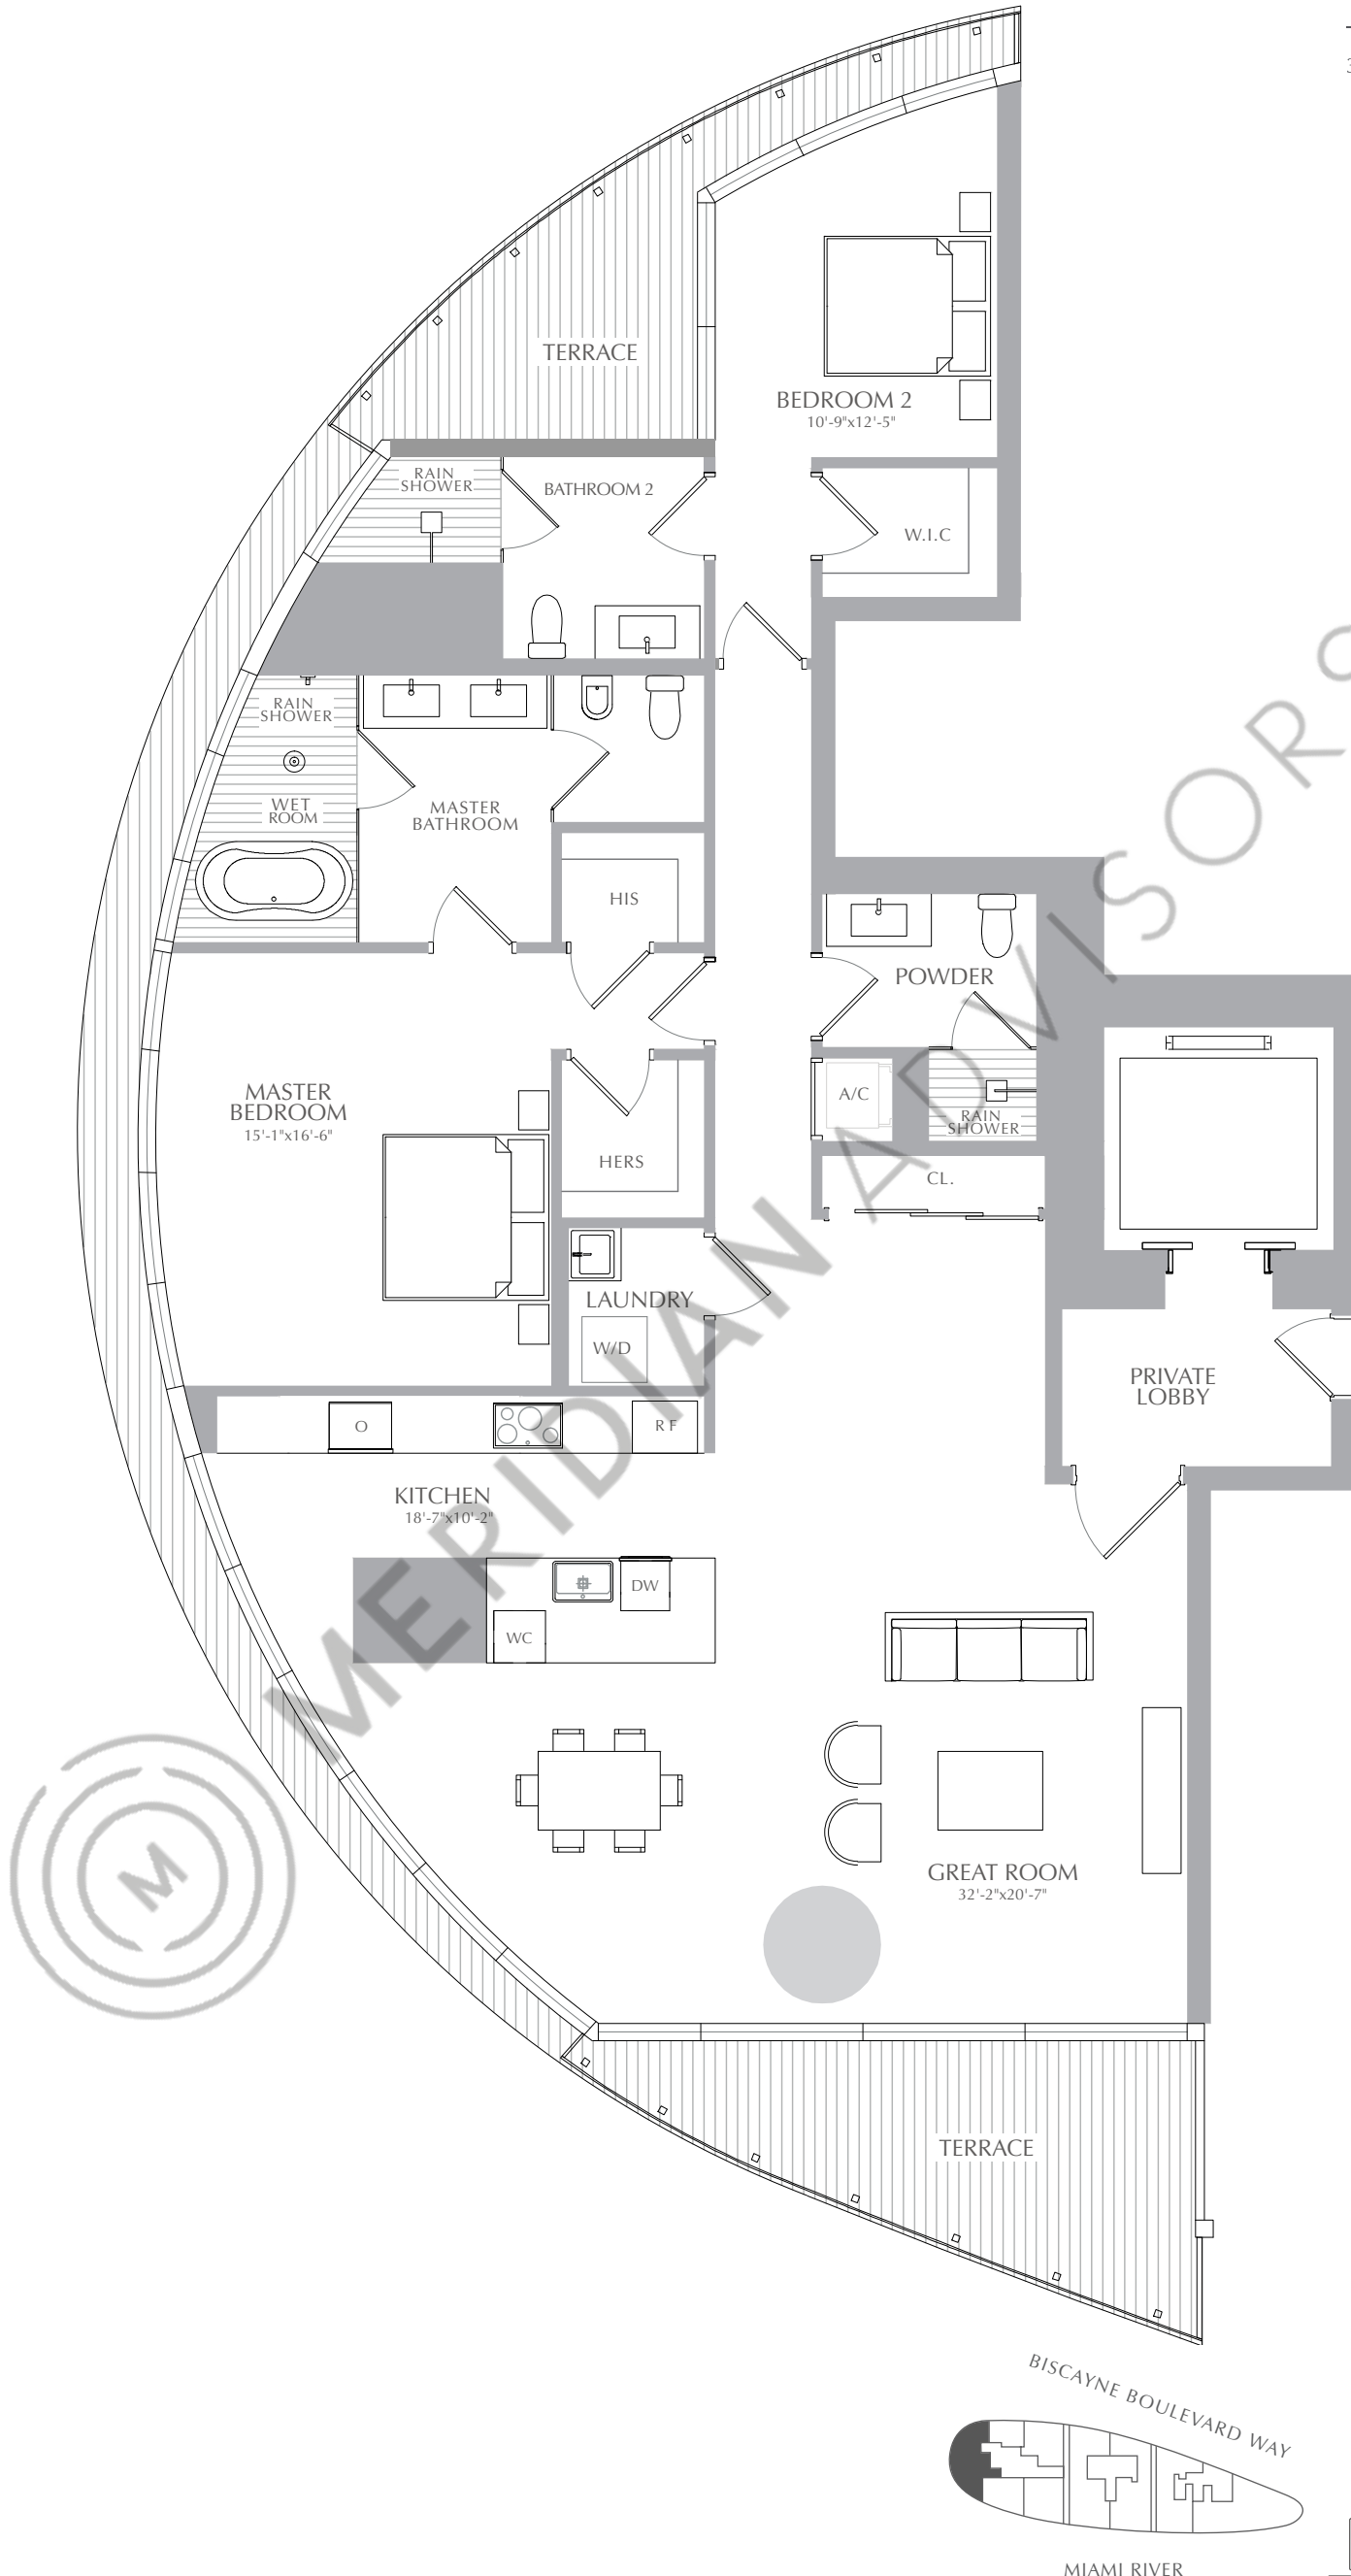 TERRACE
BEDROOM 2
10'-9"x12'-5"
RAIN
SHOWER
BATHROOM 2
W.I.C
RAIN
SHOWER
WET
ROOM
MASTER
BATHROOM
HIS
POWDER
A/C
RAIN
SHOWER
MASTER
BEDROOM
15'-1"x16'-6"
HERS
CL.
LAUNDRY
W/D
PRIVATE
LOBBY
O
R F
KITCHEN
18'-7"x10'-2"
DW
WC
GREAT ROOM
32'-2"x20'-7"
TERRACE
MERIDIAN ADVISORS
M
BISCAYNE BOULEVARD WAY
MIAMI RIVER